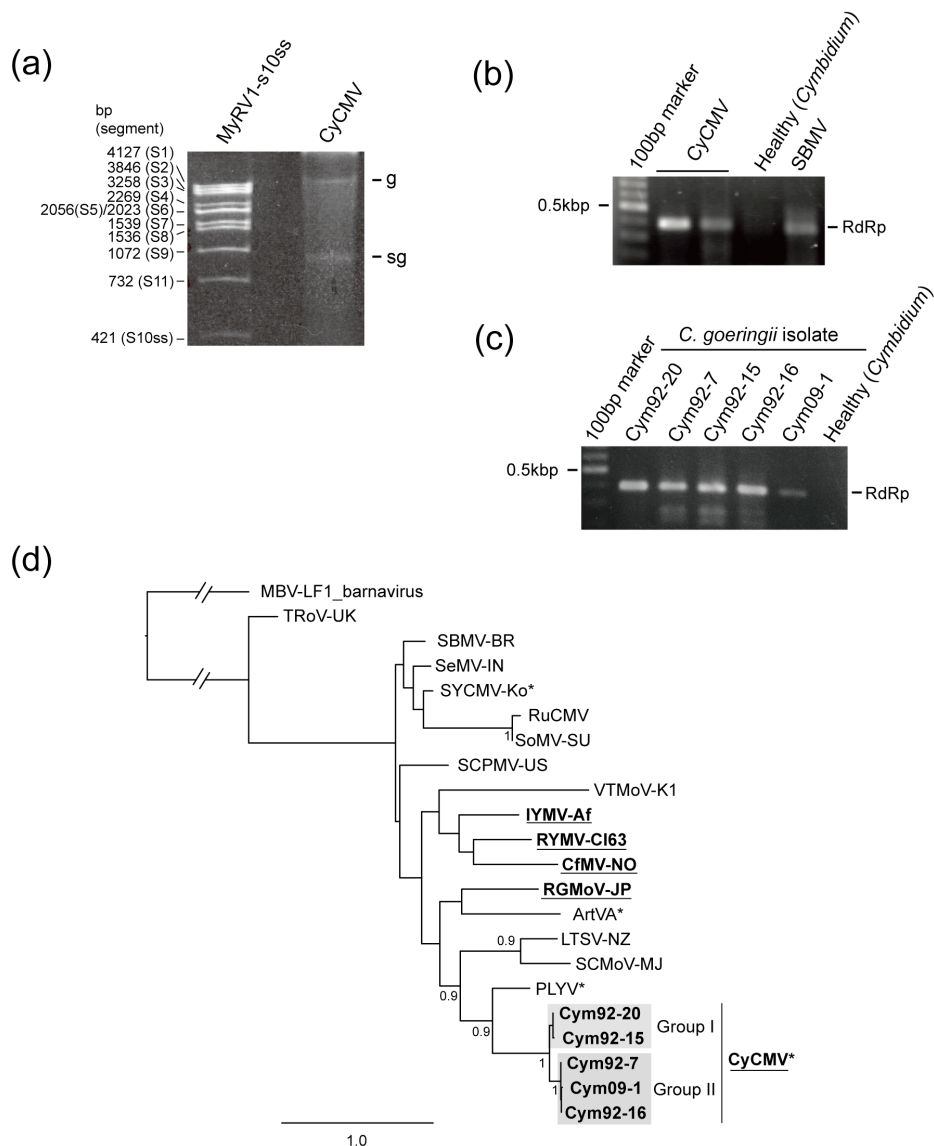 (a)
MyRV1-s10ss
CyCMV
bp
(segment)
4127 (S1)
3846 (S2)
3258 (S3)
2269 (S4)
2056(S5)/2023 (S6)
1539 (S7)
1536 (S8)
1072 (S9)
732 (S11)
421 (S10ss)
g
sg
(b)
100bp marker
CyCMV
Healthy (Cymbidium)
SBMV
0.5kbp
RdRp
(c)
C. goeringii isolate
100bp marker
Cym92-20
Cym92-7
Cym92-15
Cym92-16
Cym09-1
Healthy (Cymbidium)
0.5kbp
RdRp
(d)
MBV-LF1_barnavirus
TRoV-UK
SBMV-BR
SeMV-IN
SYCMV-Ko*
RuCMV
1
SoMV-SU
SCPMV-US
VTMoV-K1
IYMV-Af
RYMV-CI63
CfMV-NO
RGMoV-JP
ArtVA*
0.9
LTSV-NZ
SCMoV-MJ
0.9
PLYV*
0.9
Cym92-20
Group I
Cym92-15
1
Cym92-7
CyCMV*
1
Cym09-1
Group II
Cym92-16
1.0